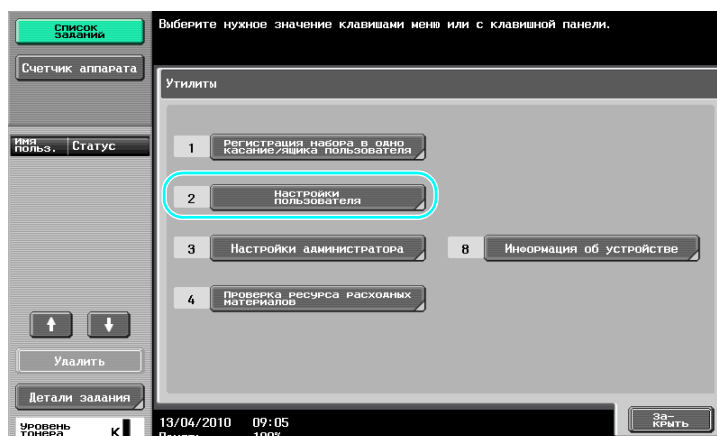 Список
заданий
Выберите нужное значение клавишами меню или с клавишной панели.
Счетчик аппарата
Утилиты
Имя
польз.
Статус
1
Регистрация набора в одно
касание/ящика пользователя
2
Настройки
пользователя
3
Настройки администратора
8
Информация об устройстве
4
Проверка ресурса расходных
материалов
Удалить
Детали задания
Уровень
тонера
K
13/04/2010 09:05
Память 100%
За-
крыть